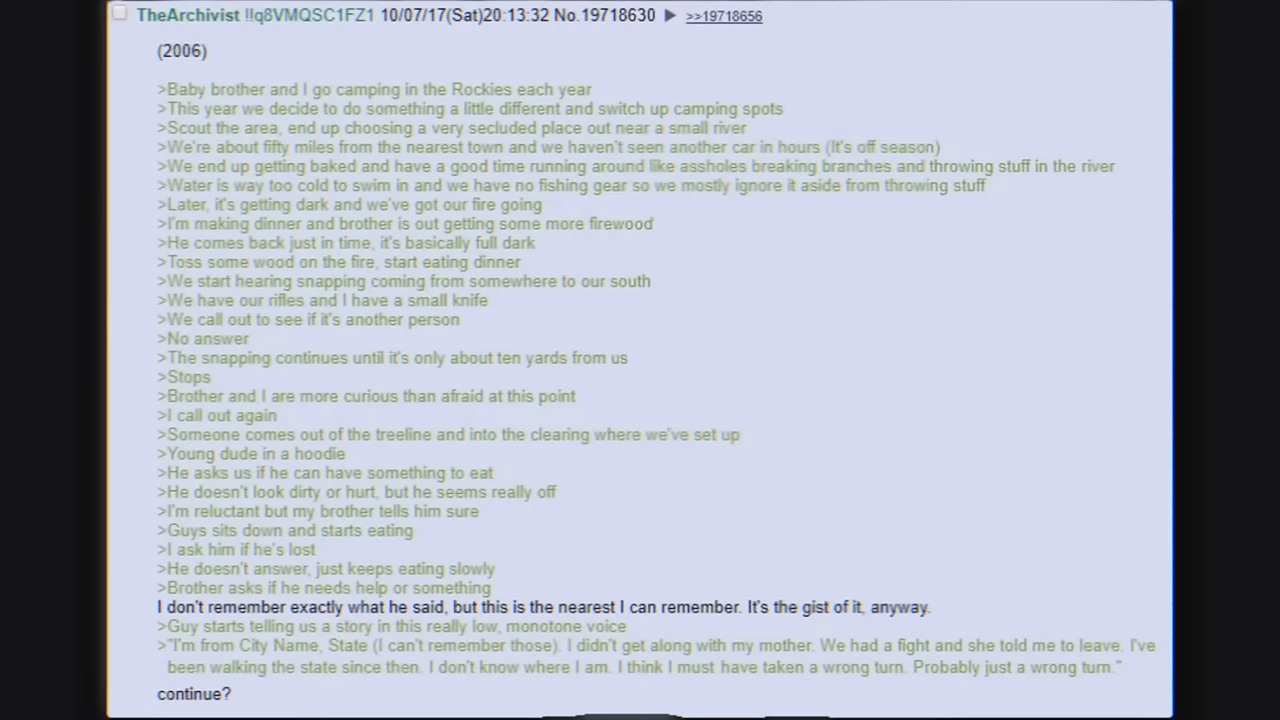 TheArchivist !!q8VMQSC1FZ1 10/07/17(Sat)20:13:32 No.19718630 ▶ >>19718656
(2006)
>Baby brother and I go camping in the Rockies each year
>This year we decide to do something a little different and switch up camping spots
>Scout the area, end up choosing a very secluded place out near a small river
>We're about fifty miles from the nearest town and we haven't seen another car in hours (It's off season)
>We end up getting baked and have a good time running around like assholes breaking branches and throwing stuff in the river
>Water is way too cold to swim in and we have no fishing gear so we mostly ignore it aside from throwing stuff
>Later, it's getting dark and we've got our fire going
>I'm making dinner and brother is out getting some more firewood
>He comes back just in time, it's basically full dark
>Toss some wood on the fire, start eating dinner
>We start hearing snapping coming from somewhere to our south
>We have our rifles and I have a small knife
>We call out to see if it's another person
>No answer
>The snapping continues until it's only about ten yards from us
>Stops
>Brother and I are more curious than afraid at this point
>I call out again
>Someone comes out of the treeline and into the clearing where we've set up
>Young dude in a hoodie
>He asks us if he can have something to eat
>He doesn't look dirty or hurt, but he seems really off
>I'm reluctant but my brother tells him sure
>Guys sits down and starts eating
>I ask him if he's lost
>He doesn't answer, just keeps eating slowly
>Brother asks if he needs help or something
I don't remember exactly what he said, but this is the nearest I can remember. It's the gist of it, anyway.
>Guy starts telling us a story in this really low, monotone voice
>"I'm from City Name, State (I can't remember those). I didn't get along with my mother. We had a fight and she told me to leave. I've
been walking the state since then. I don't know where I am. I think I must have taken a wrong turn. Probably just a wrong turn."
continue?